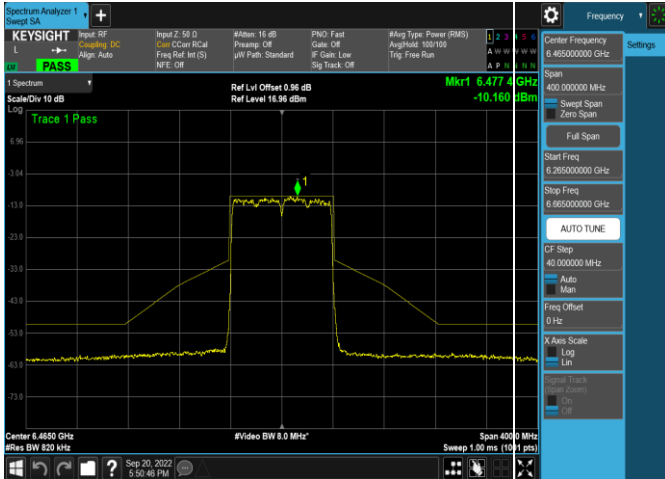 Spectrum Analyzer 1
Swept SA
Frequency
KEYSIGHT
L
PASS
Input: RF
Coupling: DC
Align: Auto
Input Z: 50 Ω
Corr CCorr RCal
Freq Ref: Int (S)
NFE: Off
#Atten: 16 dB
Preamp: Off
µW Path: Standard
PNO: Fast
Gate: Off
IF Gain: Low
Sig Track: Off
#Avg Type: Power (RMS)
Avg|Hold: 100/100
Trig: Free Run
1 2 3 4 5 6
A W W W W W
A P N N N N
1 Spectrum
Scale/Div 10 dB
Log
Ref Lvl Offset 0.96 dB
Ref Level 16.96 dBm
Mkr1 6.477 4 GHz
-10.160 dBm
Trace 1 Pass
1
6.96
-3.04
-13.0
-23.0
-33.0
-43.0
-53.0
-63.0
-73.0
Center 6.4650 GHz
#Res BW 820 kHz
#Video BW 8.0 MHz*
Span 400.0 MHz
Sweep 1.00 ms (1001 pts)
Sep 20, 2022
5:50:46 PM
Center Frequency
6.465000000 GHz
Settings
Span
400.000000 MHz
Swept Span
Zero Span
Full Span
Start Freq
6.265000000 GHz
Stop Freq
6.665000000 GHz
AUTO TUNE
CF Step
40.000000 MHz
Auto
Man
Freq Offset
0 Hz
X Axis Scale
Log
Lin
Signal Track
(Span Zoom)
On
Off